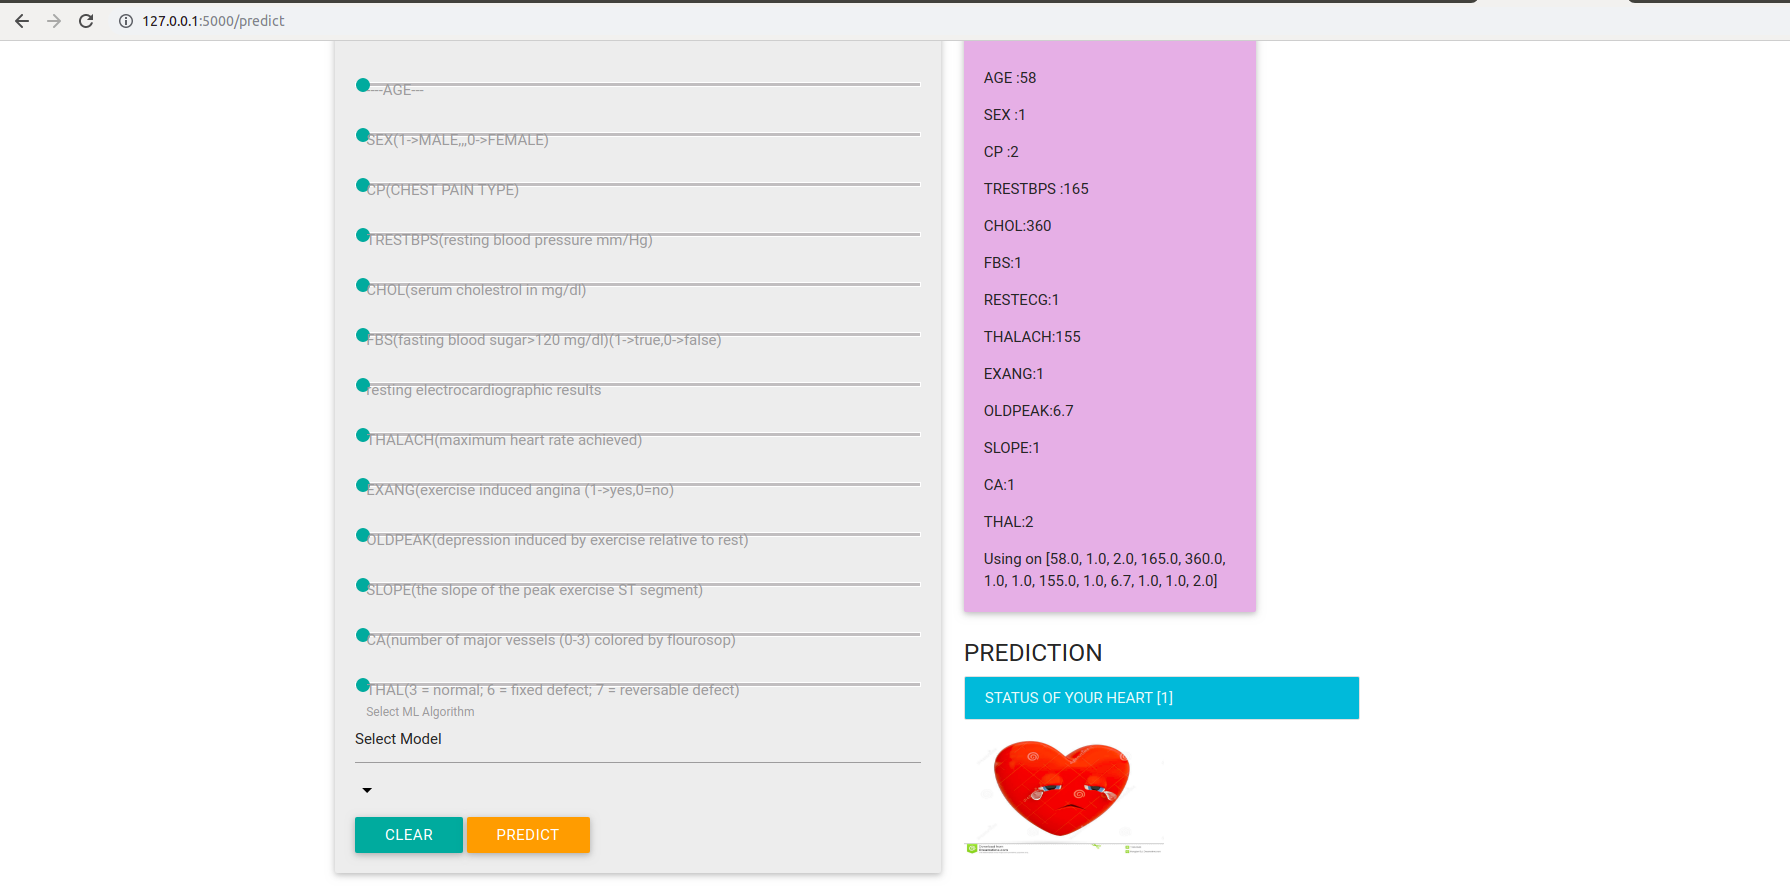 127.0.0.1:5000/predict
----AGE---
SEX(1->MALE,,,0->FEMALE)
CP(CHEST PAIN TYPE)
TRESTBPS(resting blood pressure mm/Hg)
CHOL(serum cholestrol in mg/dl)
FBS(fasting blood sugar>120 mg/dl)(1->true,0->false)
resting electrocardiographic results
THALACH(maximum heart rate achieved)
EXANG(exercise induced angina (1->yes,0=no)
OLDPEAK(depression induced by exercise relative to rest)
SLOPE(the slope of the peak exercise ST segment)
CA(number of major vessels (0-3) colored by flourosop)
THAL(3 = normal; 6 = fixed defect; 7 = reversable defect)
Select ML Algorithm
Select Model
CLEAR
PREDICT
AGE :58
SEX :1
CP :2
TRESTBPS :165
CHOL:360
FBS:1
RESTECG:1
THALACH:155
EXANG:1
OLDPEAK:6.7
SLOPE:1
CA:1
THAL:2
Using on [58.0, 1.0, 2.0, 165.0, 360.0,
1.0, 1.0, 155.0, 1.0, 6.7, 1.0, 1.0, 2.0]
PREDICTION
STATUS OF YOUR HEART [1]